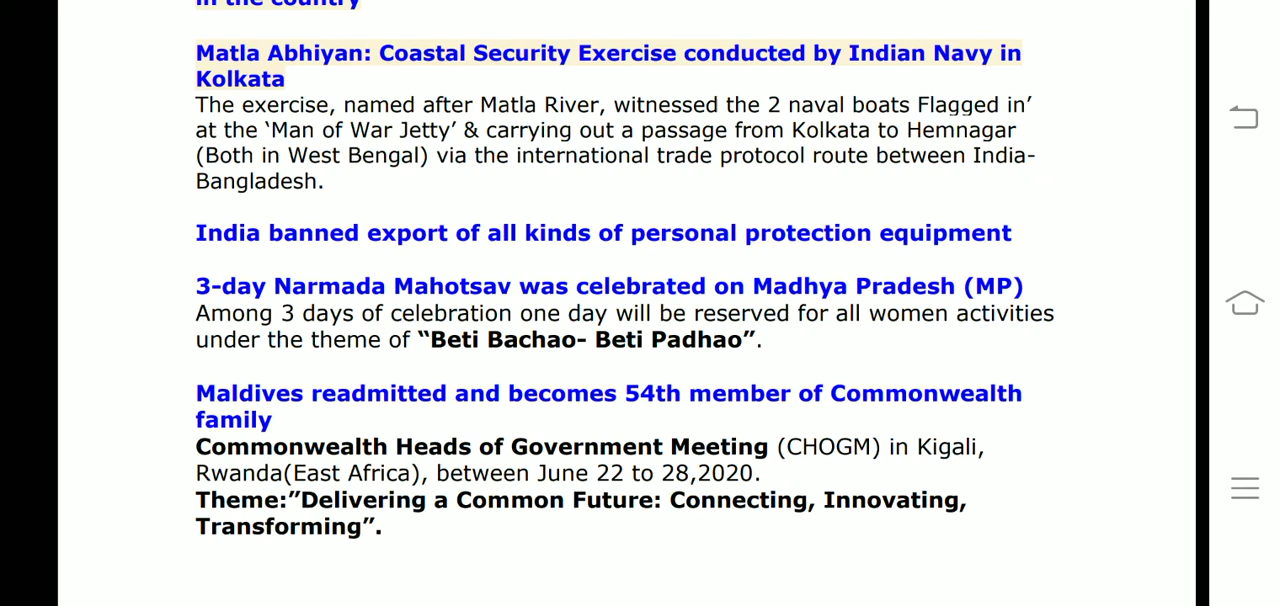 in the country
Matla Abhiyan: Coastal Security Exercise conducted by Indian Navy in
Kolkata
The exercise, named after Matla River, witnessed the 2 naval boats Flagged in’
at the ‘Man of War Jetty’ & carrying out a passage from Kolkata to Hemnagar
(Both in West Bengal) via the international trade protocol route between India-
Bangladesh.
India banned export of all kinds of personal protection equipment
3-day Narmada Mahotsav was celebrated on Madhya Pradesh (MP)
Among 3 days of celebration one day will be reserved for all women activities
under the theme of “Beti Bachao- Beti Padhao”.
Maldives readmitted and becomes 54th member of Commonwealth
family
Commonwealth Heads of Government Meeting (CHOGM) in Kigali,
Rwanda(East Africa), between June 22 to 28,2020.
Theme:”Delivering a Common Future: Connecting, Innovating,
Transforming”.